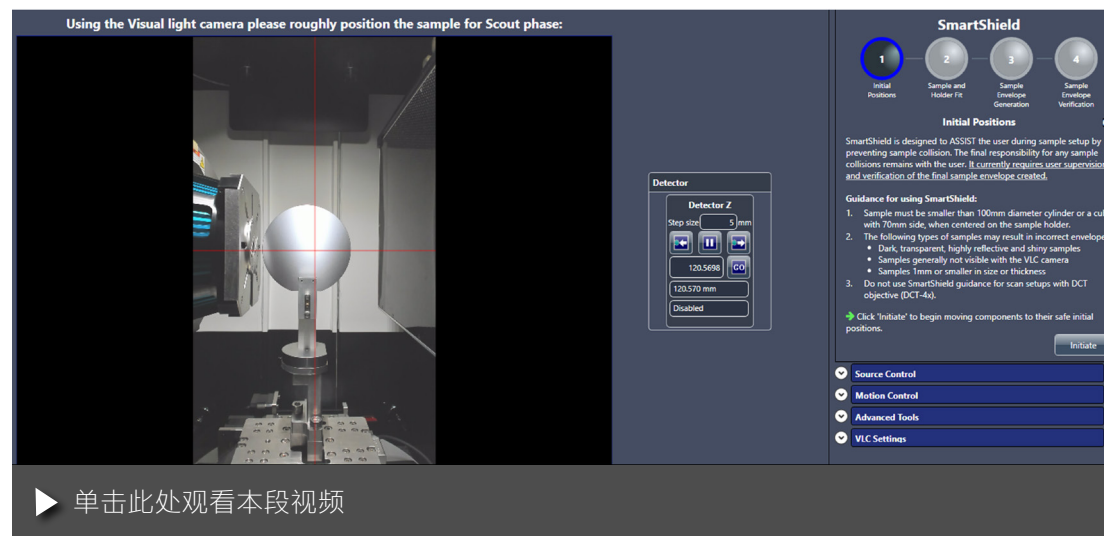 Using the Visual light camera please roughly position the sample for Scout phase:
Detector
Detector Z
Step size 5 mm
120.5698 GO
120.570 mm
Disabled
SmartShield
1 2 3 4
Initial Positions
Sample and Holder Fit
Sample Envelope Generation
Sample Envelope Verification
Initial Positions
SmartShield is designed to ASSIST the user during sample setup by
preventing sample collision. The final responsibility for any sample
collisions remains with the user. It currently requires user supervision
and verification of the final sample envelope created.
Guidance for using SmartShield:
1. Sample must be smaller than 100mm diameter cylinder or a cu
with 70mm side, when centered on the sample holder.
2. The following types of samples may result in incorrect envelope
• Dark, transparent, highly reflective and shiny samples
• Samples generally not visible with the VLC camera
• Samples 1mm or smaller in size or thickness
3. Do not use SmartShield guidance for scan setups with DCT
objective (DCT-4x).
Click 'Initiate' to begin moving components to their safe initial
positions.
Initiate
Source Control
Motion Control
Advanced Tools
VLC Settings
单击此处观看本段视频